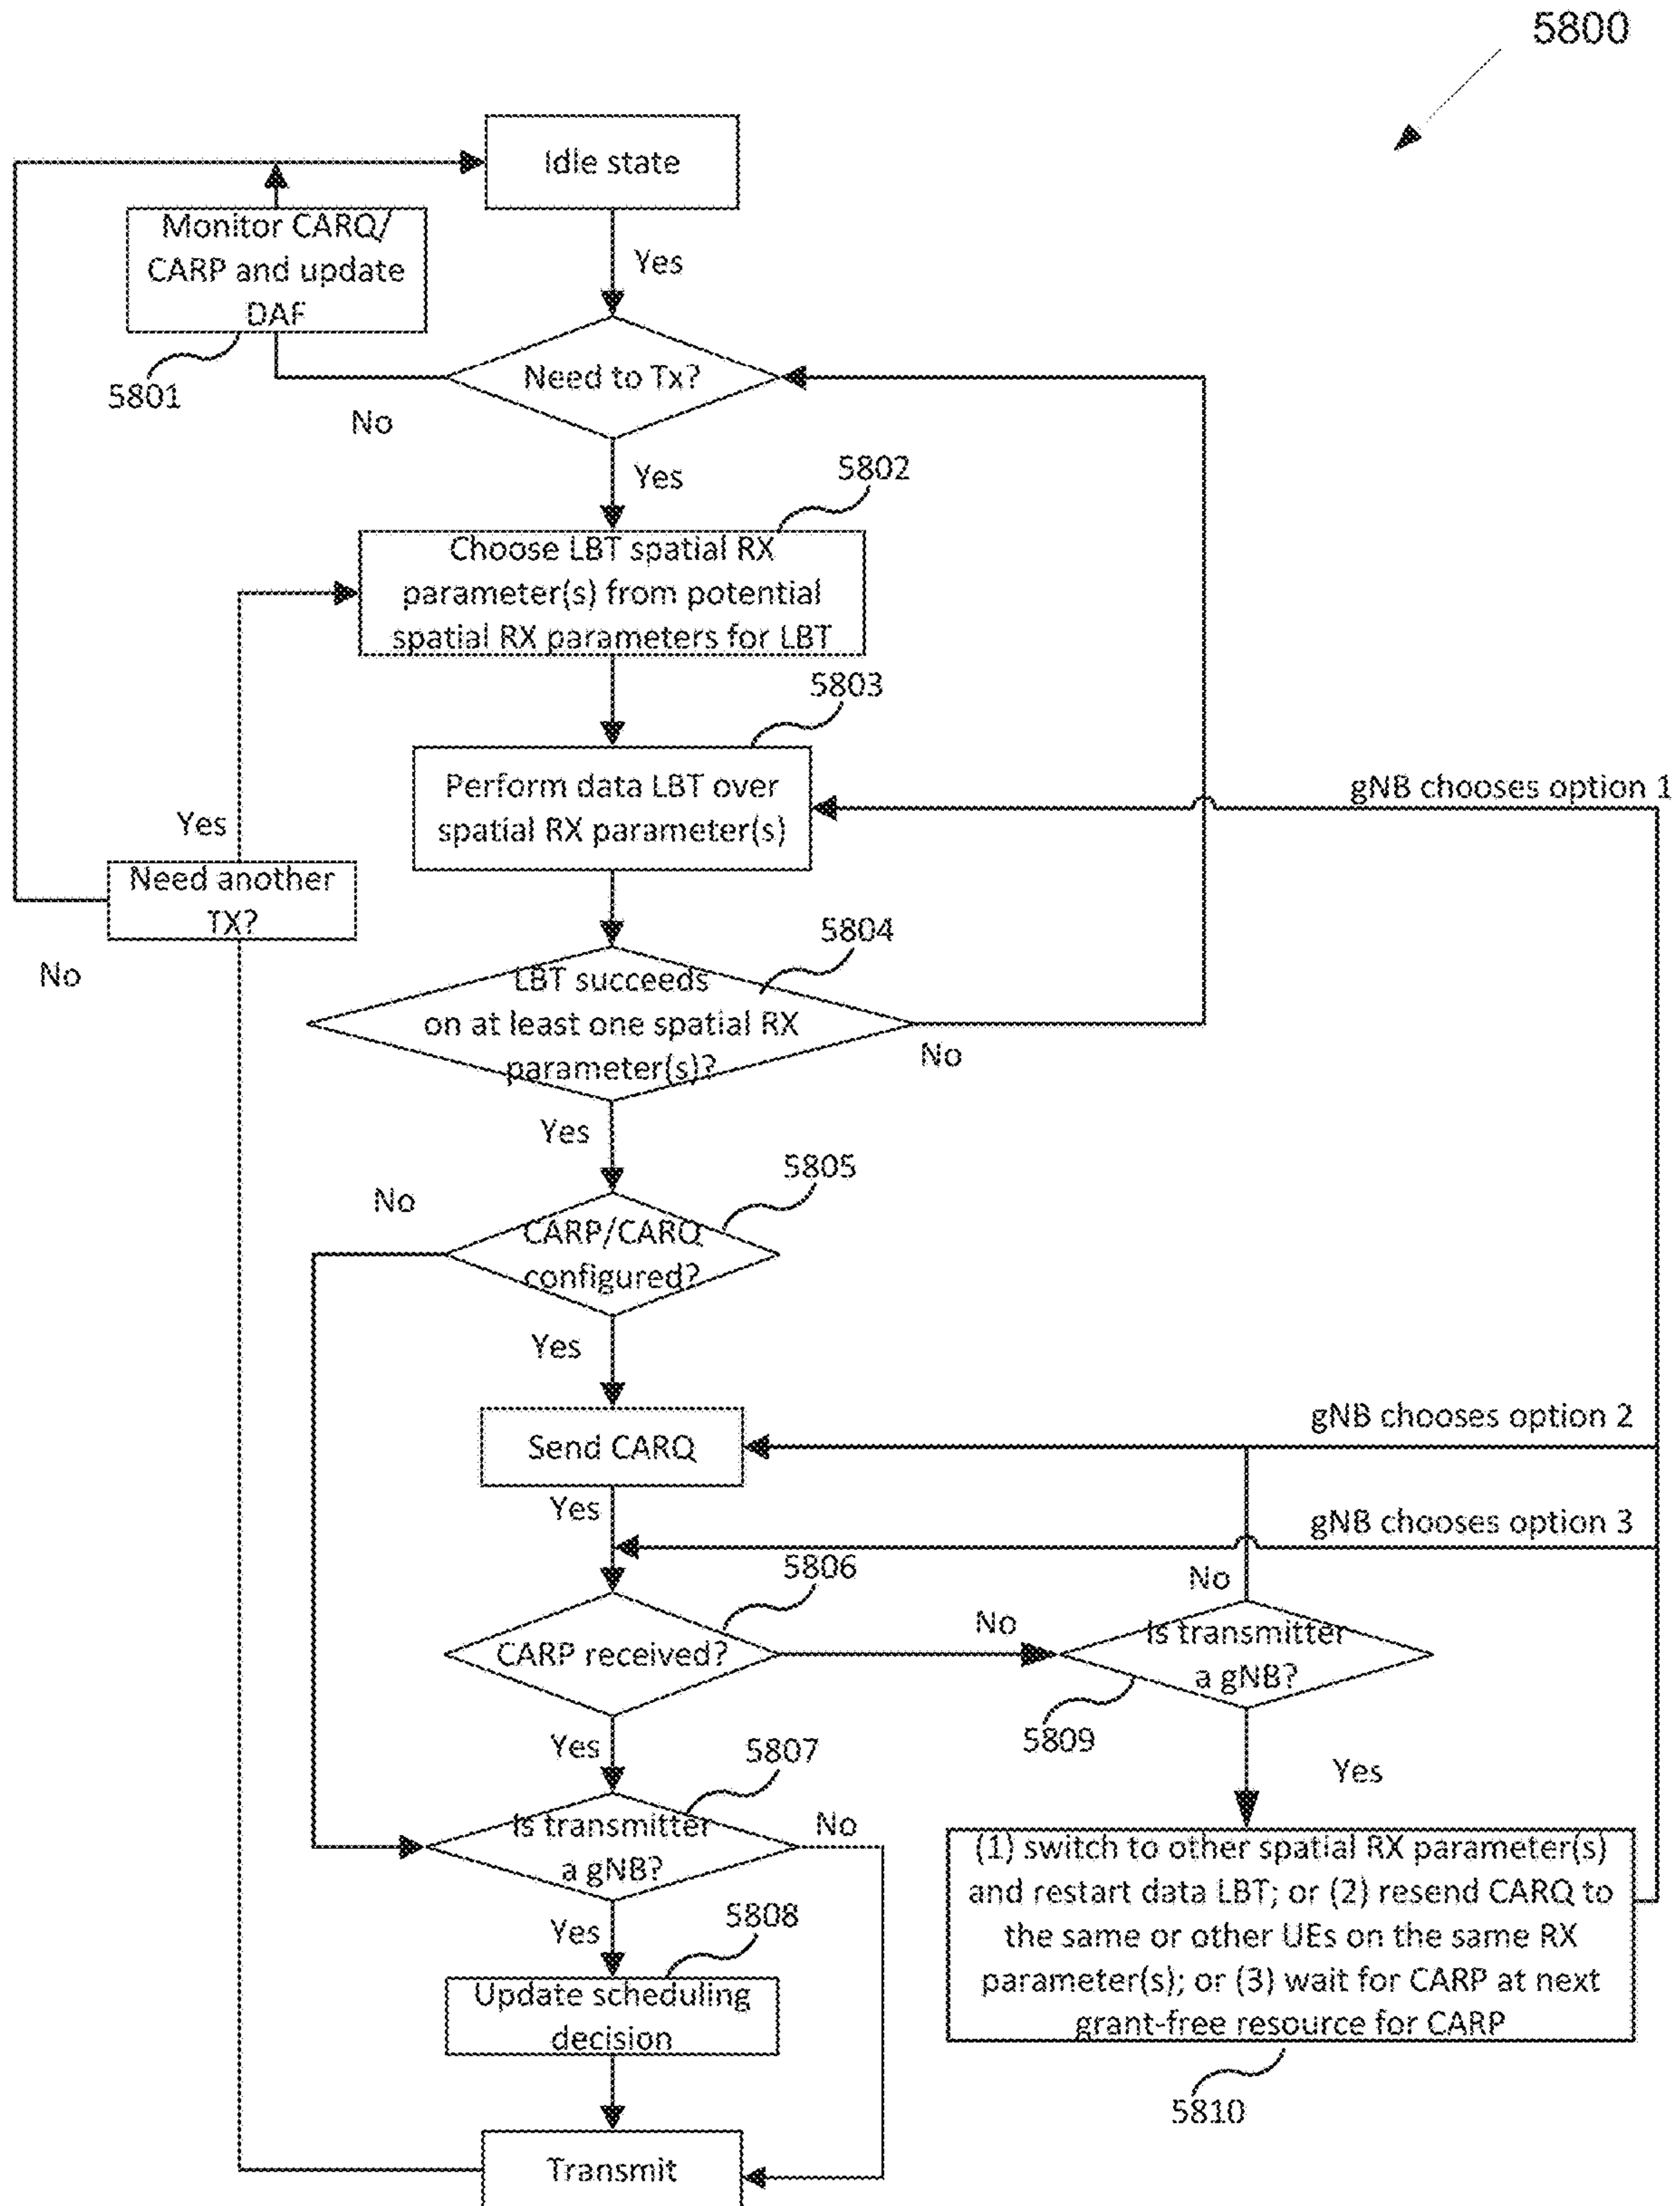 5800
Idle state
Monitor CARQ/
CARP and update
DAF
Yes
5801
Need to Tx?
No
Yes
5802
Choose LBT spatial RX
parameter(s) from potential
spatial RX parameters for LBT
5803
Perform data LBT over
spatial RX parameter(s)
gNB chooses option 1
Yes
Need another
TX?
No
5804
LBT succeeds
on at least one spatial RX
parameter(s)?
No
Yes
5805
No
CARP/CARQ
configured?
Yes
Send CARQ
gNB chooses option 2
Yes
gNB chooses option 3
5806
No
CARP received?
No
Is transmitter
a gNB?
5809
Yes
5807
Yes
Is transmitter
a gNB?
No
(1) switch to other spatial RX parameter(s)
and restart data LBT; or (2) resend CARQ to
the same or other UEs on the same RX
parameter(s); or (3) wait for CARP at next
grant-free resource for CARP
5810
Yes
5808
Update scheduling
decision
Transmit